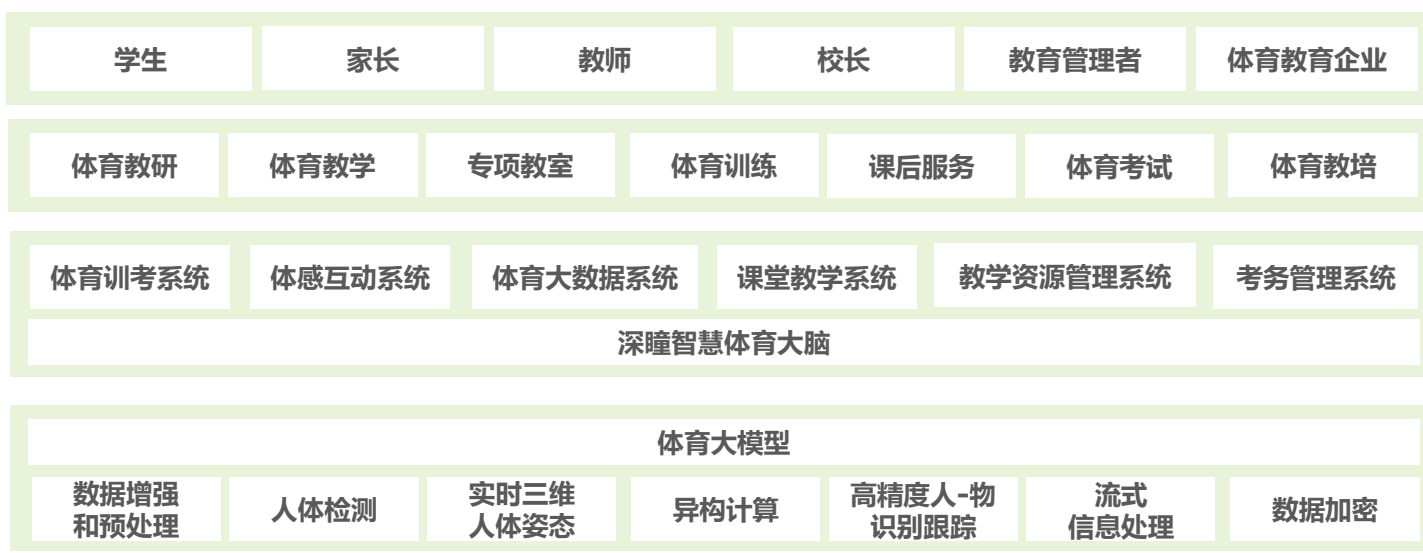 学生
家长
教师
校长
教育管理者
体育教育企业
体育教研
体育教学
专项教室
体育训练
课后服务
体育考试
体育教培
体育训考系统
体感互动系统
体育大数据系统
课堂教学系统
教学资源管理系统
考务管理系统
深瞳智慧体育大脑
体育大模型
数据增强
和预处理
人体检测
实时三维
人体姿态
异构计算
高精度人-物
识别跟踪
流式
信息处理
数据加密